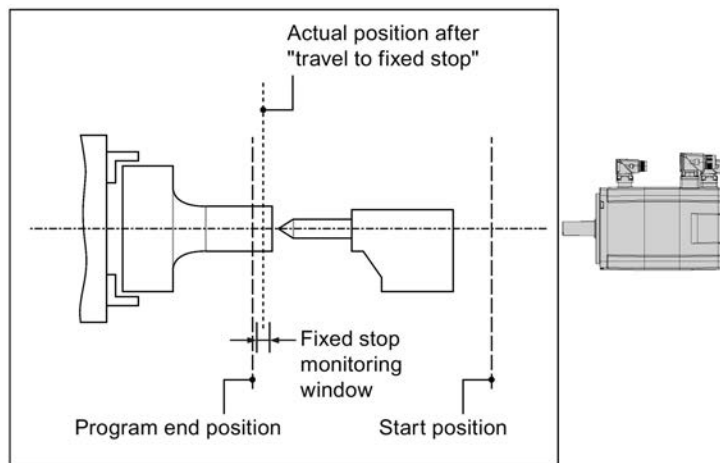 Actual position after
"travel to fixed stop"
Fixed stop
monitoring
window
Program end position
Start position